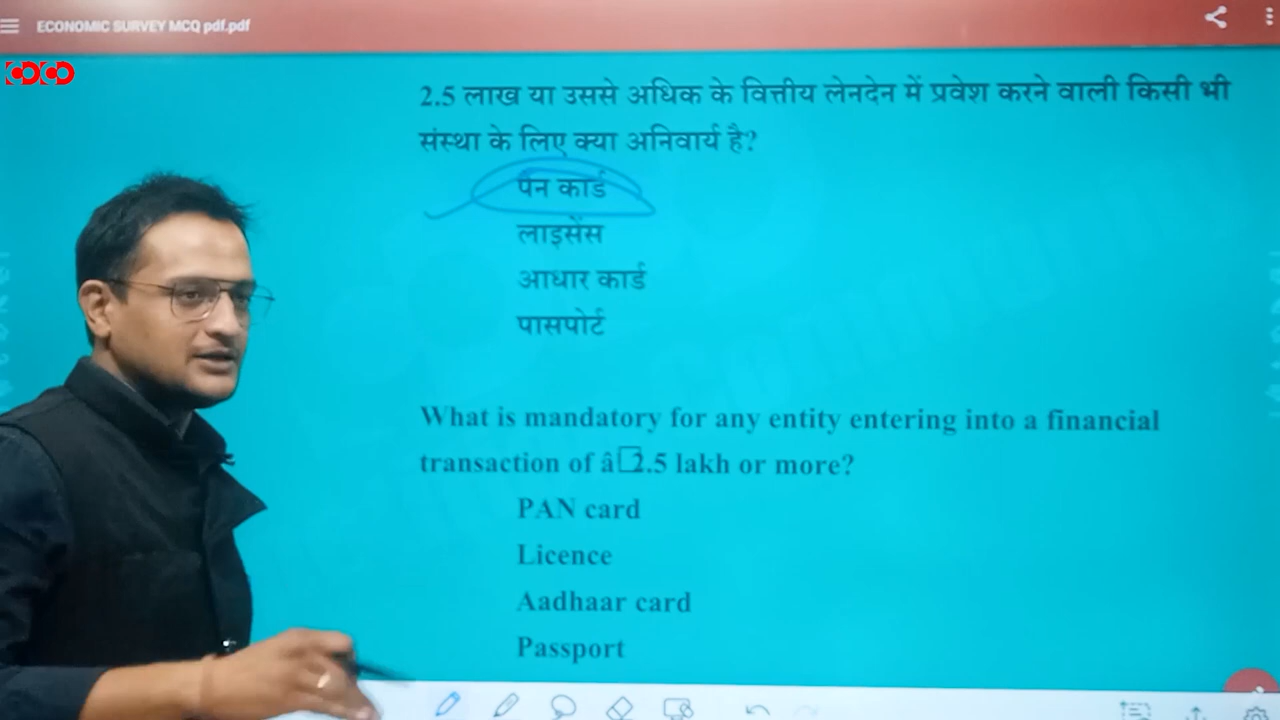 ECONOMIC SURVEY MCQ pdf.pdf
COCO
2.5 लाख या उससे अधिक के वित्तीय लेनदेन में प्रवेश करने वाली किसी भी
संस्था के लिए क्या अनिवार्य है?
पैन कार्ड
लाइसेंस
आधार कार्ड
पासपोर्ट
What is mandatory for any entity entering into a financial
transaction of â2.5 lakh or more?
PAN card
Licence
Aadhaar card
Passport